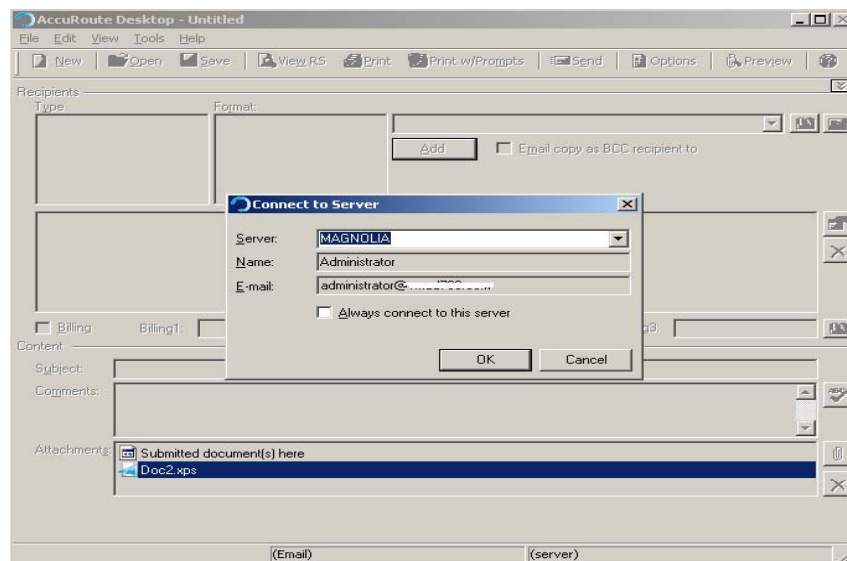 AccuRoute Desktop - Untitled
File Edit View Tools Help
New Open Save View RS Print Print w/Prompts Send Options Preview
Recipients
Type Format:
Add Email copy as BCC recipient to
Connect to Server
Server: MAGNOLIA
Name: Administrator
E-mail: administrator@
Always connect to this server
OK Cancel
Billing Billing1: g3:
Content
Subject:
Comments:
ABC
Attachments: Submitted document(s) here
Doc2.xps
(Email) (server)